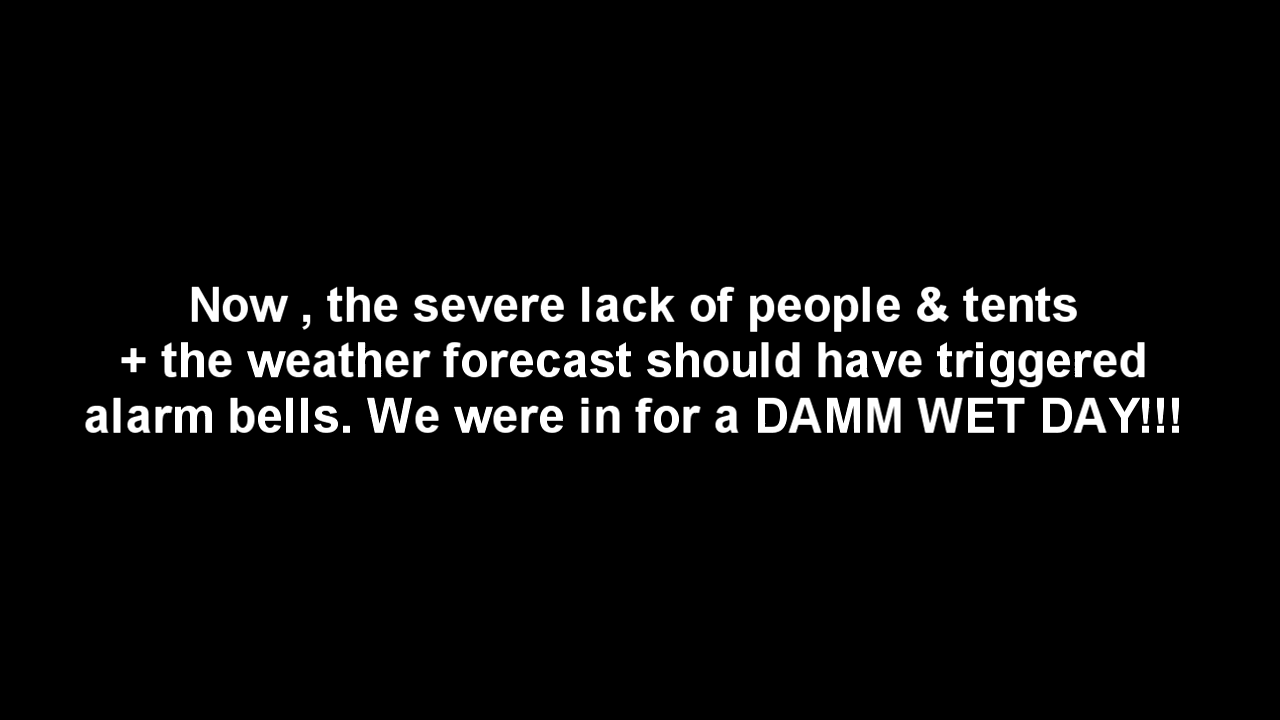 Now , the severe lack of people & tents
+ the weather forecast should have triggered
alarm bells. We were in for a DAMM WET DAY!!!